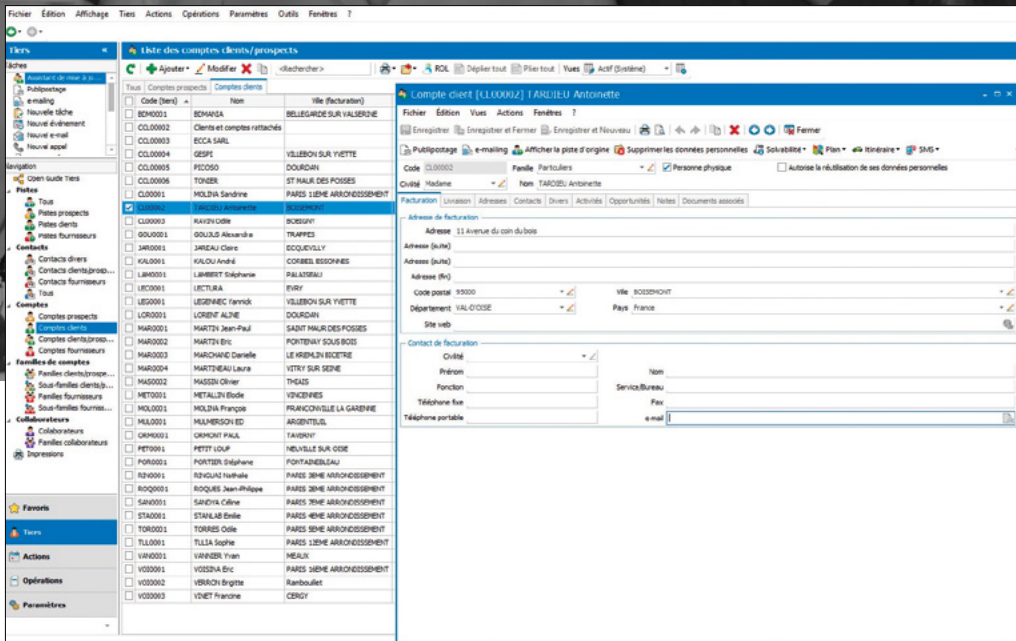 Fichier Édition Affichage Tiers Actions Opérations Paramètres Outils Fenêtres ?
Tiers «
Tâches
Assistant de mise à jo...
Publipostage
e-mailing
Nouvelle tâche
Nouvel événement
Nouvel e-mail
Nouvel appel
Navigation
Open Guide Tiers
Pistes
Tous
Pistes prospects
Pistes clients
Pistes fournisseurs
Contacts
Contacts divers
Contacts clients/prosp...
Contacts fournisseurs
Tous
Comptes
Comptes prospects
Comptes clients
Comptes clients/prosp...
Comptes fournisseurs
Familles de comptes
Familles clients/prospe...
Sous-familles clients/p...
Familles fournisseurs
Sous-familles fourniss...
Collaborateurs
Collaborateurs
Familles collaborateurs
Impressions
Favoris
Tiers
Actions
Opérations
Paramètres
Liste des comptes clients/prospects
Ajouter Modifier <Rechercher> RDL Déplier tout Plier tout Vues Actif (Système)
Tous Comptes prospects Comptes clients
Code (tiers) Nom Ville (facturation)
BDM0001 BDMANIA BELLEGARDE SUR VALSERINE
CCL00002 Clients et comptes rattachés
CCL00003 ECCA SARL
CCL00004 GESPI VILLEBON SUR YVETTE
CCL00005 PICOSO DOURDAN
CCL00006 TONIER ST MAUR DES FOSSES
CL00001 MOLINA Sandrine PARIS 11EME ARRONDISSEMENT
CL00002 TARDIEU Antoinette BOISEMONT
CL00003 RAVIN Odile BOBIGNY
GOU0001 GOUJUS Alexandra TRAPPES
JAR0001 JAREAU Claire ECQUEVILLY
KAL0001 KALOU André CORBEIL ESSONNES
LAM0001 LAMBERT Stéphanie PALAISEAU
LEC0001 LECTURA EVRY
LEG0001 LEGENNEC Yannick VILLEBON SUR YVETTE
LOR0001 LORENT ALINE DOURDAN
MAR0001 MARTIN Jean-Paul SAINT MAUR DES FOSSES
MAR0002 MARTIN Eric FONTENAY SOUS BOIS
MAR0003 MARCHAND Danielle LE KREMLIN BICETRE
MAR0004 MARTINEAU Laura VITRY SUR SEINE
MAS0002 MASSIN Olivier THIAIS
MET0001 METALLIN Elodie VINCENNES
MOL0001 MOLINA François FRANCONVILLE LA GARENNE
MUL0001 MULMERSON ED ARGENTEUIL
ORM0001 ORMONT PAUL TAVERNY
PET0001 PETIT LOUP NEUVILLE SUR OISE
POR0001 PORTIER Stéphane FONTAINEBLEAU
RIN0001 RINGUAI Nathalie PARIS 3EME ARRONDISSEMENT
ROQ0001 ROQUES Jean-Philippe PARIS 2EME ARRONDISSEMENT
SAN0001 SANDYA Céline PARIS 7EME ARRONDISSEMENT
STA0001 STANLAB Emilie PARIS 4EME ARRONDISSEMENT
TOR0001 TORRES Odile PARIS 5EME ARRONDISSEMENT
TUL0001 TULIA Sophie PARIS 12EME ARRONDISSEMENT
VAN0001 VANNIER Yvan MEAUX
VOI0001 VOISINA Eric PARIS 16EME ARRONDISSEMENT
VOI0002 VERRON Brigitte Rambouillet
VOI0003 VINET Francine CERGY
Compte client [CL00002] TARDIEU Antoinette
Fichier Édition Vues Actions Fenêtres ?
Enregistrer Enregistrer et Fermer Enregistrer et Nouveau Fermer
Publipostage e-mailing Afficher la piste d'origine Supprimer les données personnelles Solvabilité Plan Itinéraire SMS
Code CL00002 Famille Particuliers Personne physique Autorise la réutilisation de ses données personnelles
Civilité Madame Nom TARDIEU Antoinette
Facturation Livraison Adresses Contacts Divers Activités Opportunités Notes Documents associés
Adresse de facturation
Adresse 11 Avenue du coin du bois
Adresse (suite)
Adresse (suite)
Adresse (fin)
Code postal 95000 Ville BOISEMONT
Département VAL-D'OISE Pays France
Site web
Contact de facturation
Civilité
Prénom Nom
Fonction Service/Bureau
Téléphone fixe Fax
Téléphone portable e-mail